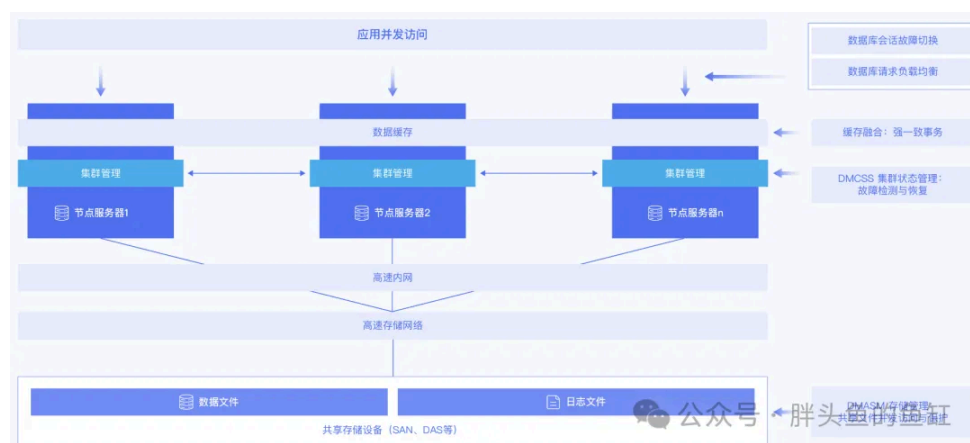 应用并发访问
数据库会话故障切换
数据库请求负载均衡
数据缓存
缓存融合：强一致事务
集群管理
集群管理
集群管理
DMCSS 集群状态管理：
故障检测与恢复
节点服务器1
节点服务器2
节点服务器n
高速内网
高速存储网络
数据文件
日志文件
DMASM 存储管理
公众号·胖头鱼的鱼缸
共享存储设备（SAN、DAS等）